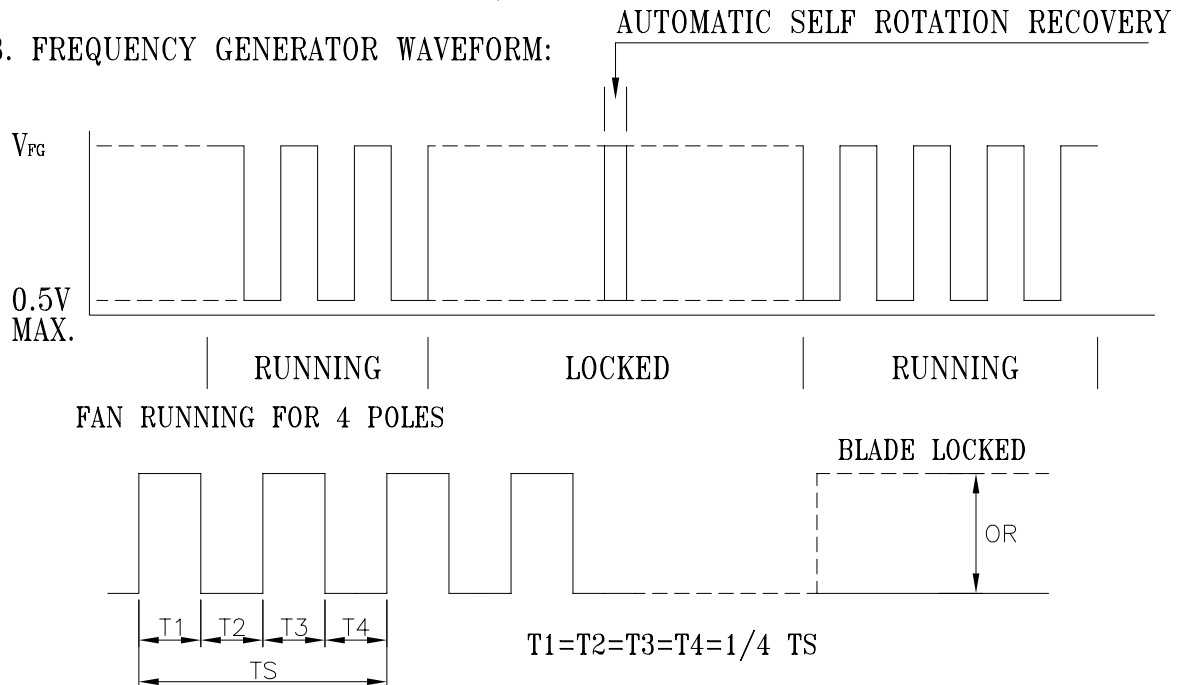 AUTOMATIC SELF ROTATION RECOVERY
. FREQUENCY GENERATOR WAVEFORM:
VFG
0.5V
MAX.
RUNNING LOCKED RUNNING
FAN RUNNING FOR 4 POLES
BLADE LOCKED
OR
T1 T2 T3 T4
T1=T2=T3=T4=1/4 TS
TS